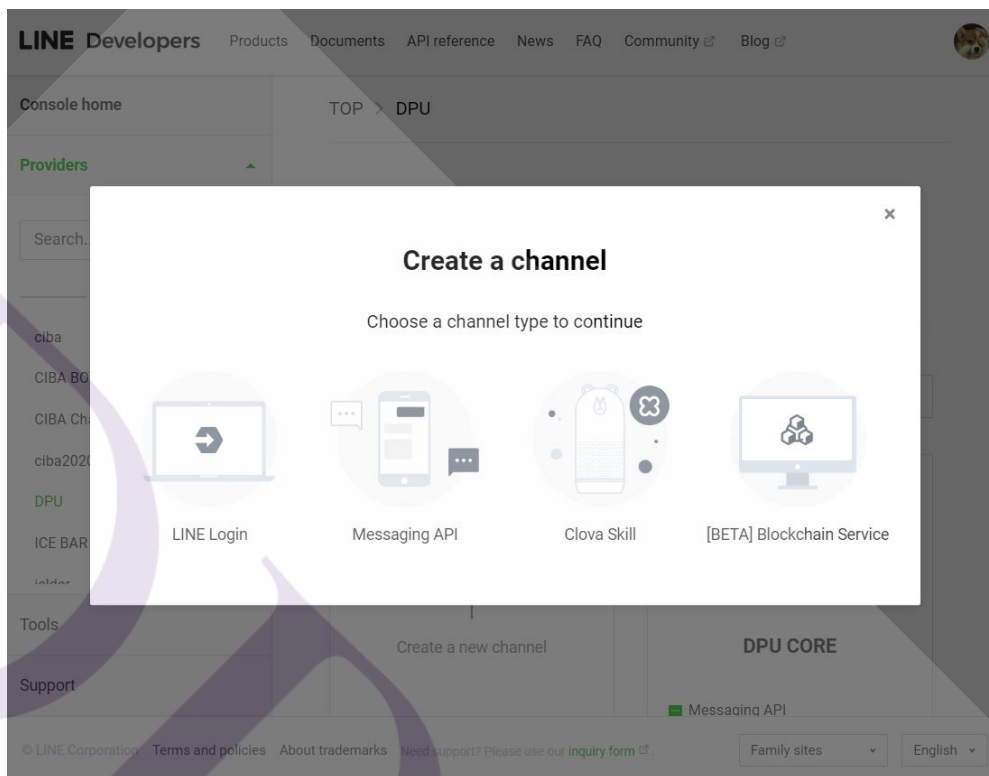 LINE Developers Products Documents API reference News FAQ Community Blog
Console home
TOP > DPU
Providers
Search.
Create a channel
Choose a channel type to continue
ciba
CIBA BO
CIBA Cha
ciba2020
DPU
ICE BAR
LINE Login Messaging API Clova Skill [BETA] Blockchain Service
Tools
Create a new channel DPU CORE
Support
Messaging API
© LINE Corporation Terms and policies About trademarks Need support? Please use our inquiry form. Family sites English